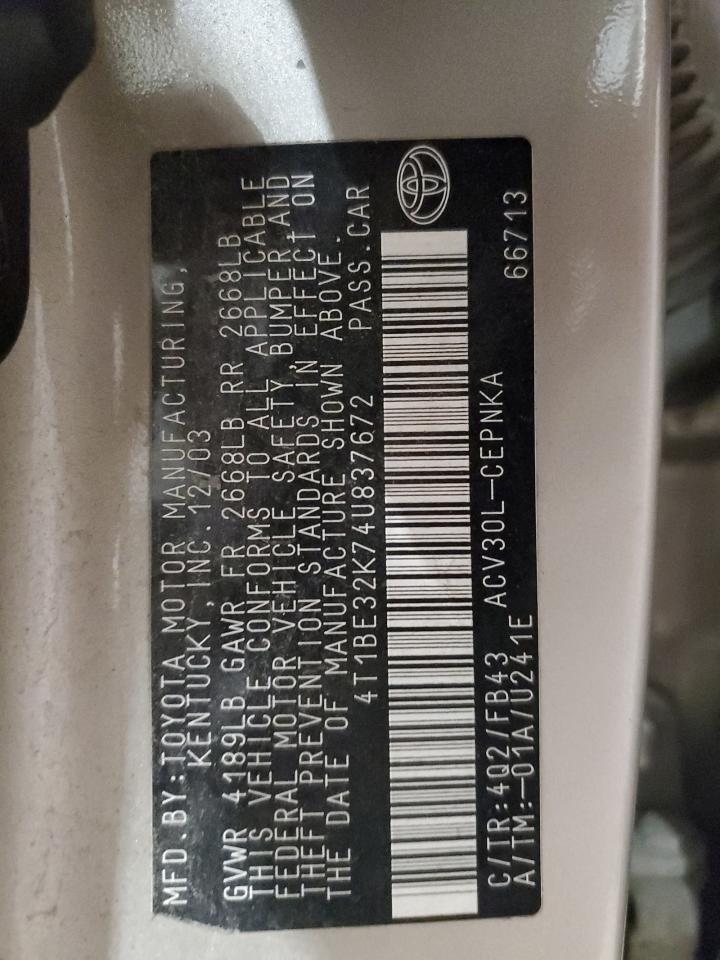 MFD.BY:TOYOTA MOTOR MANUFACTURING,
KENTUCKY, INC.12/03
GVWR 4189LB GAWR FR 2668LB RR 2668LB
THIS VEHICLE CONFORMS TO ALL APPLICABLE
FEDERAL MOTOR VEHICLE SAFETY, BUMPER,AND
THEFT PREVENTION STANDARDS IN EFFECT ON
THE DATE OF MANUFACTURE SHOWN ABOVE.
4T1BE32K74U837672 PASS.CAR
C/TR:4Q2/FB43 ACV30L-CEPNKA 66713
A/TM:-01A/U241E